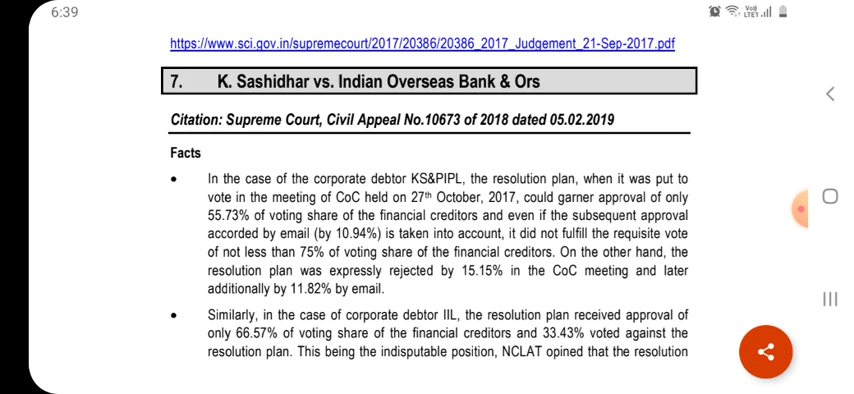 6:39
Vo)) LTE1
https://www.sci.gov.in/supremecourt/2017/20386/20386_2017_Judgement_21-Sep-2017.pdf
7. K. Sashidhar vs. Indian Overseas Bank & Ors
Citation: Supreme Court, Civil Appeal No.10673 of 2018 dated 05.02.2019
Facts
• In the case of the corporate debtor KS&PIPL, the resolution plan, when it was put to
vote in the meeting of CoC held on 27th October, 2017, could garner approval of only
55.73% of voting share of the financial creditors and even if the subsequent approval
accorded by email (by 10.94%) is taken into account, it did not fulfill the requisite vote
of not less than 75% of voting share of the financial creditors. On the other hand, the
resolution plan was expressly rejected by 15.15% in the CoC meeting and later
additionally by 11.82% by email.
• Similarly, in the case of corporate debtor IIL, the resolution plan received approval of
only 66.57% of voting share of the financial creditors and 33.43% voted against the
resolution plan. This being the indisputable position, NCLAT opined that the resolution